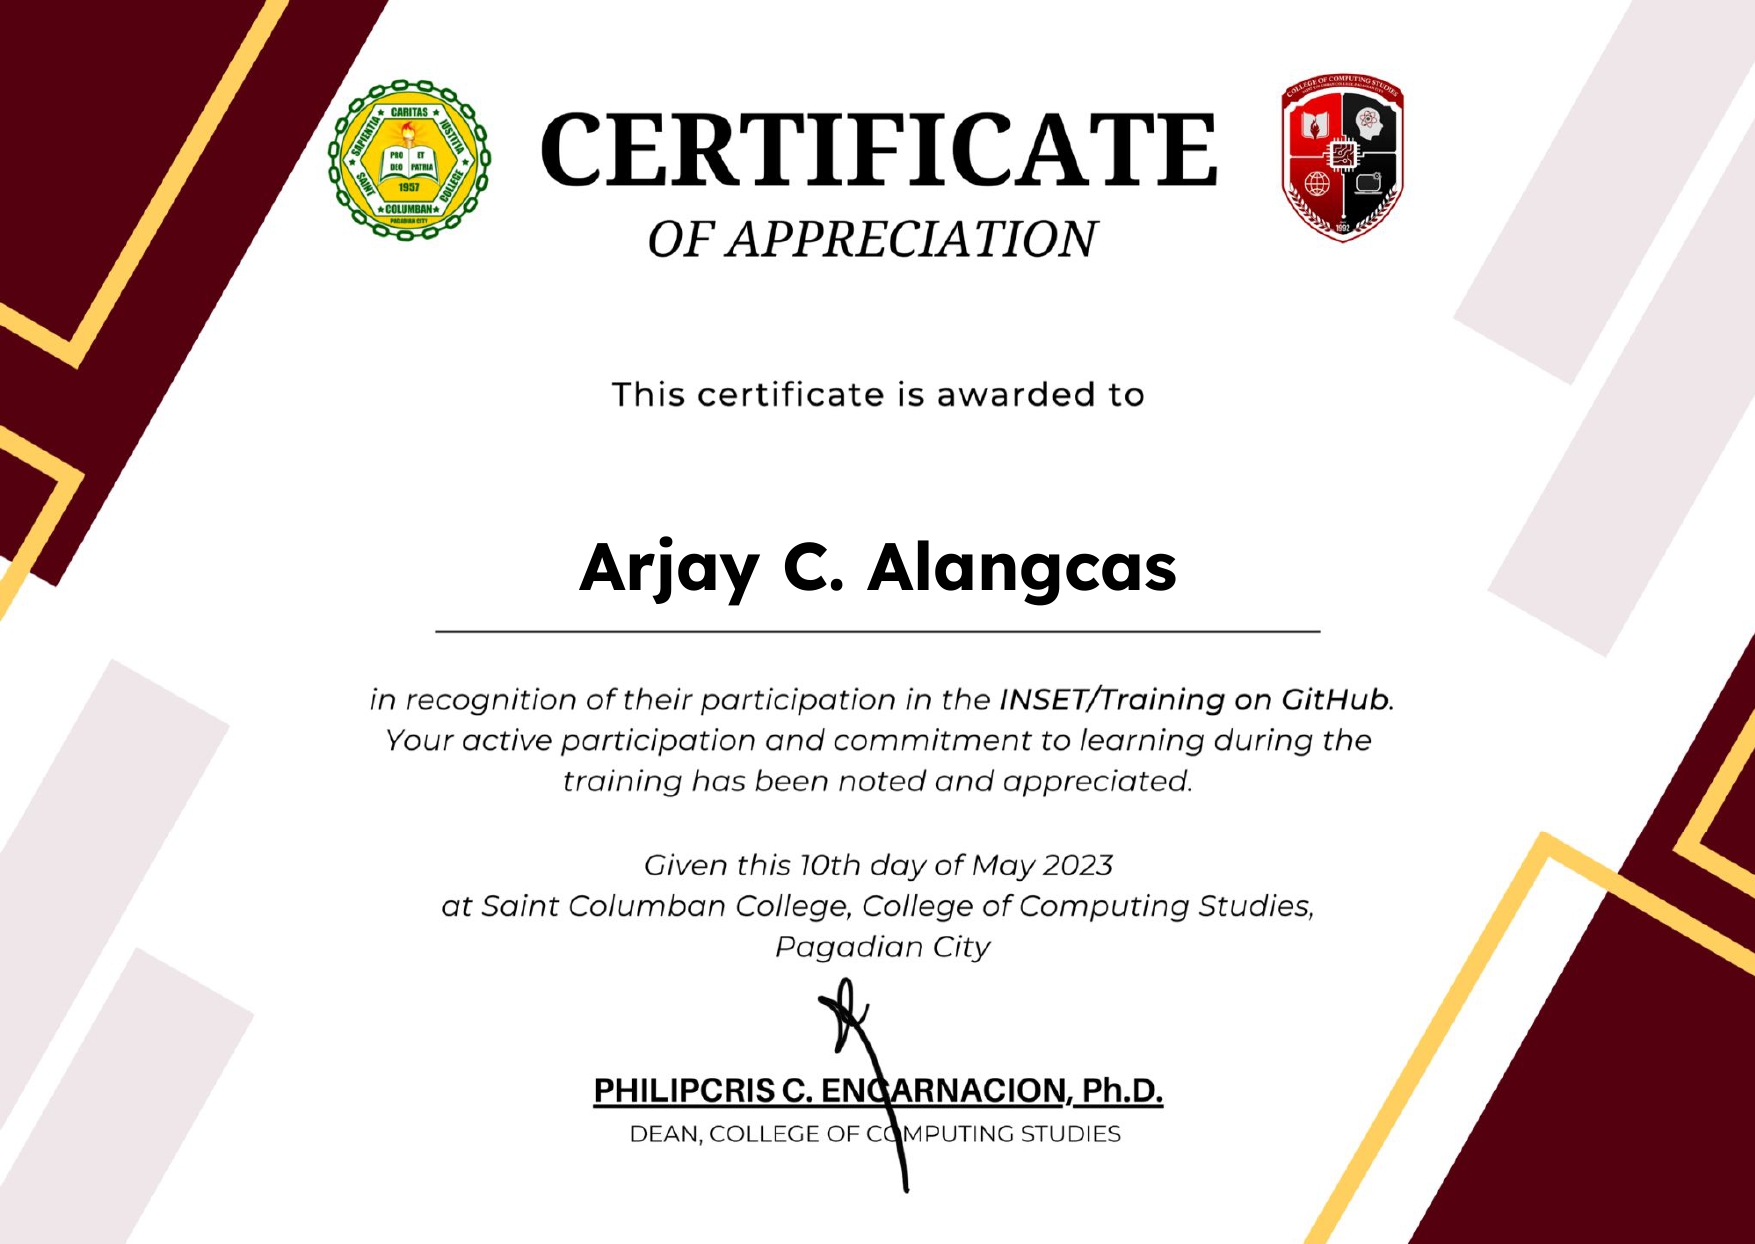 CARITAS
SAPIENTIA
JUSTITIA
PRO ET
DEO PATRIA
1957
SAINT
COLUMBAN
COLLEGE
PAGADIAN CITY
CERTIFICATE
OF APPRECIATION
COLLEGE OF COMPUTING STUDIES
1992
This certificate is awarded to
Arjay C. Alangcas
in recognition of their participation in the INSET/Training on GitHub.
Your active participation and commitment to learning during the
training has been noted and appreciated.
Given this 10th day of May 2023
at Saint Columban College, College of Computing Studies,
Pagadian City
PHILIPCRIS C. ENCARNACION, Ph.D.
DEAN, COLLEGE OF COMPUTING STUDIES